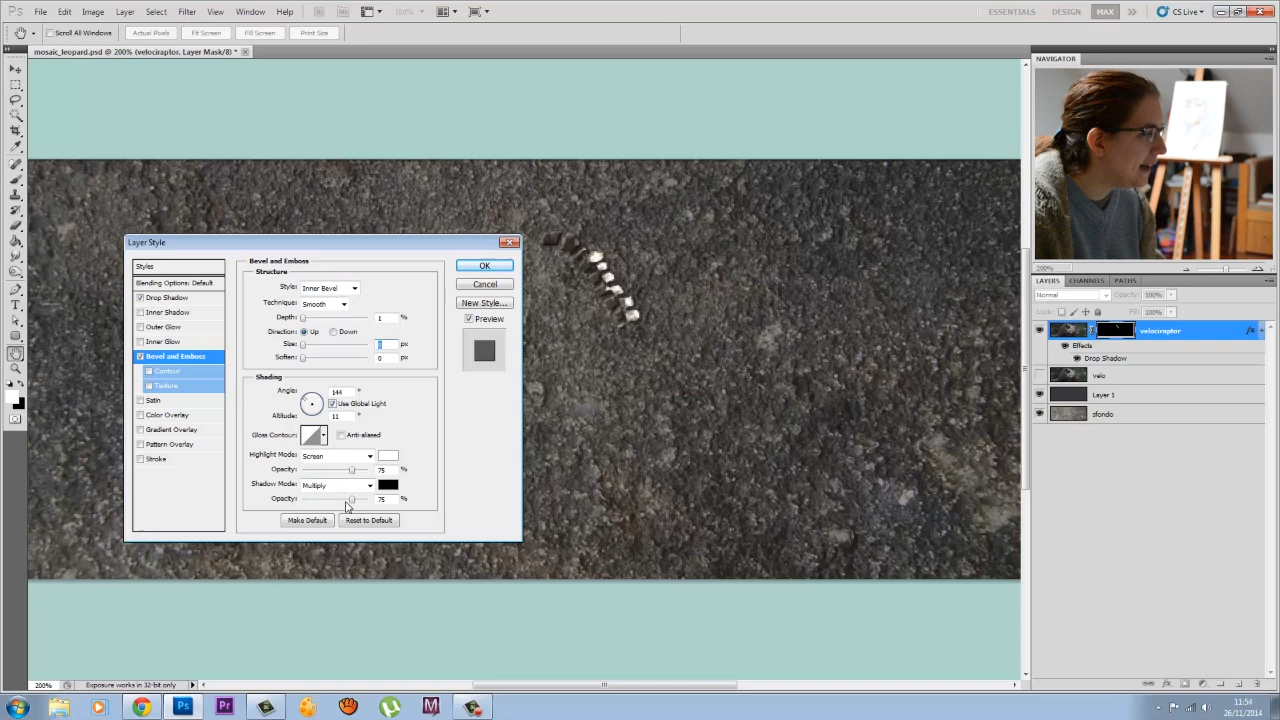 Ps File Edit Image Layer Select Filter View Window Help 100% ESSENTIALS DESIGN MAX CS Live
Scroll All Windows Actual Pixels Fit Screen Fill Screen Print Size
mosaic_leopard.psd @ 200% (velociraptor, Layer Mask/8) *
NAVIGATOR
Layer Style
Styles
Blending Options: Default
Drop Shadow
Inner Shadow
Outer Glow
Inner Glow
Bevel and Emboss
Contour
Texture
Satin
Color Overlay
Gradient Overlay
Pattern Overlay
Stroke
Bevel and Emboss
Structure
Style: Inner Bevel
Technique: Smooth
Depth: 1 %
Direction: Up Down
Size: px
Soften: 0 px
Shading
Angle: 144 °
Use Global Light
Altitude: 11 °
Gloss Contour: Anti-aliased
Highlight Mode: Screen
Opacity: 75 %
Shadow Mode: Multiply
Opacity: 75 %
Make Default Reset to Default
OK
Cancel
New Style...
Preview
200%
LAYERS CHANNELS PATHS
Normal Opacity: 100%
Lock: Fill: 100%
velociraptor fx
Effects
Drop Shadow
velo
Layer 1
sfondo
200% Exposure works in 32-bit only
Ps Pr M
11:54
26/11/2014